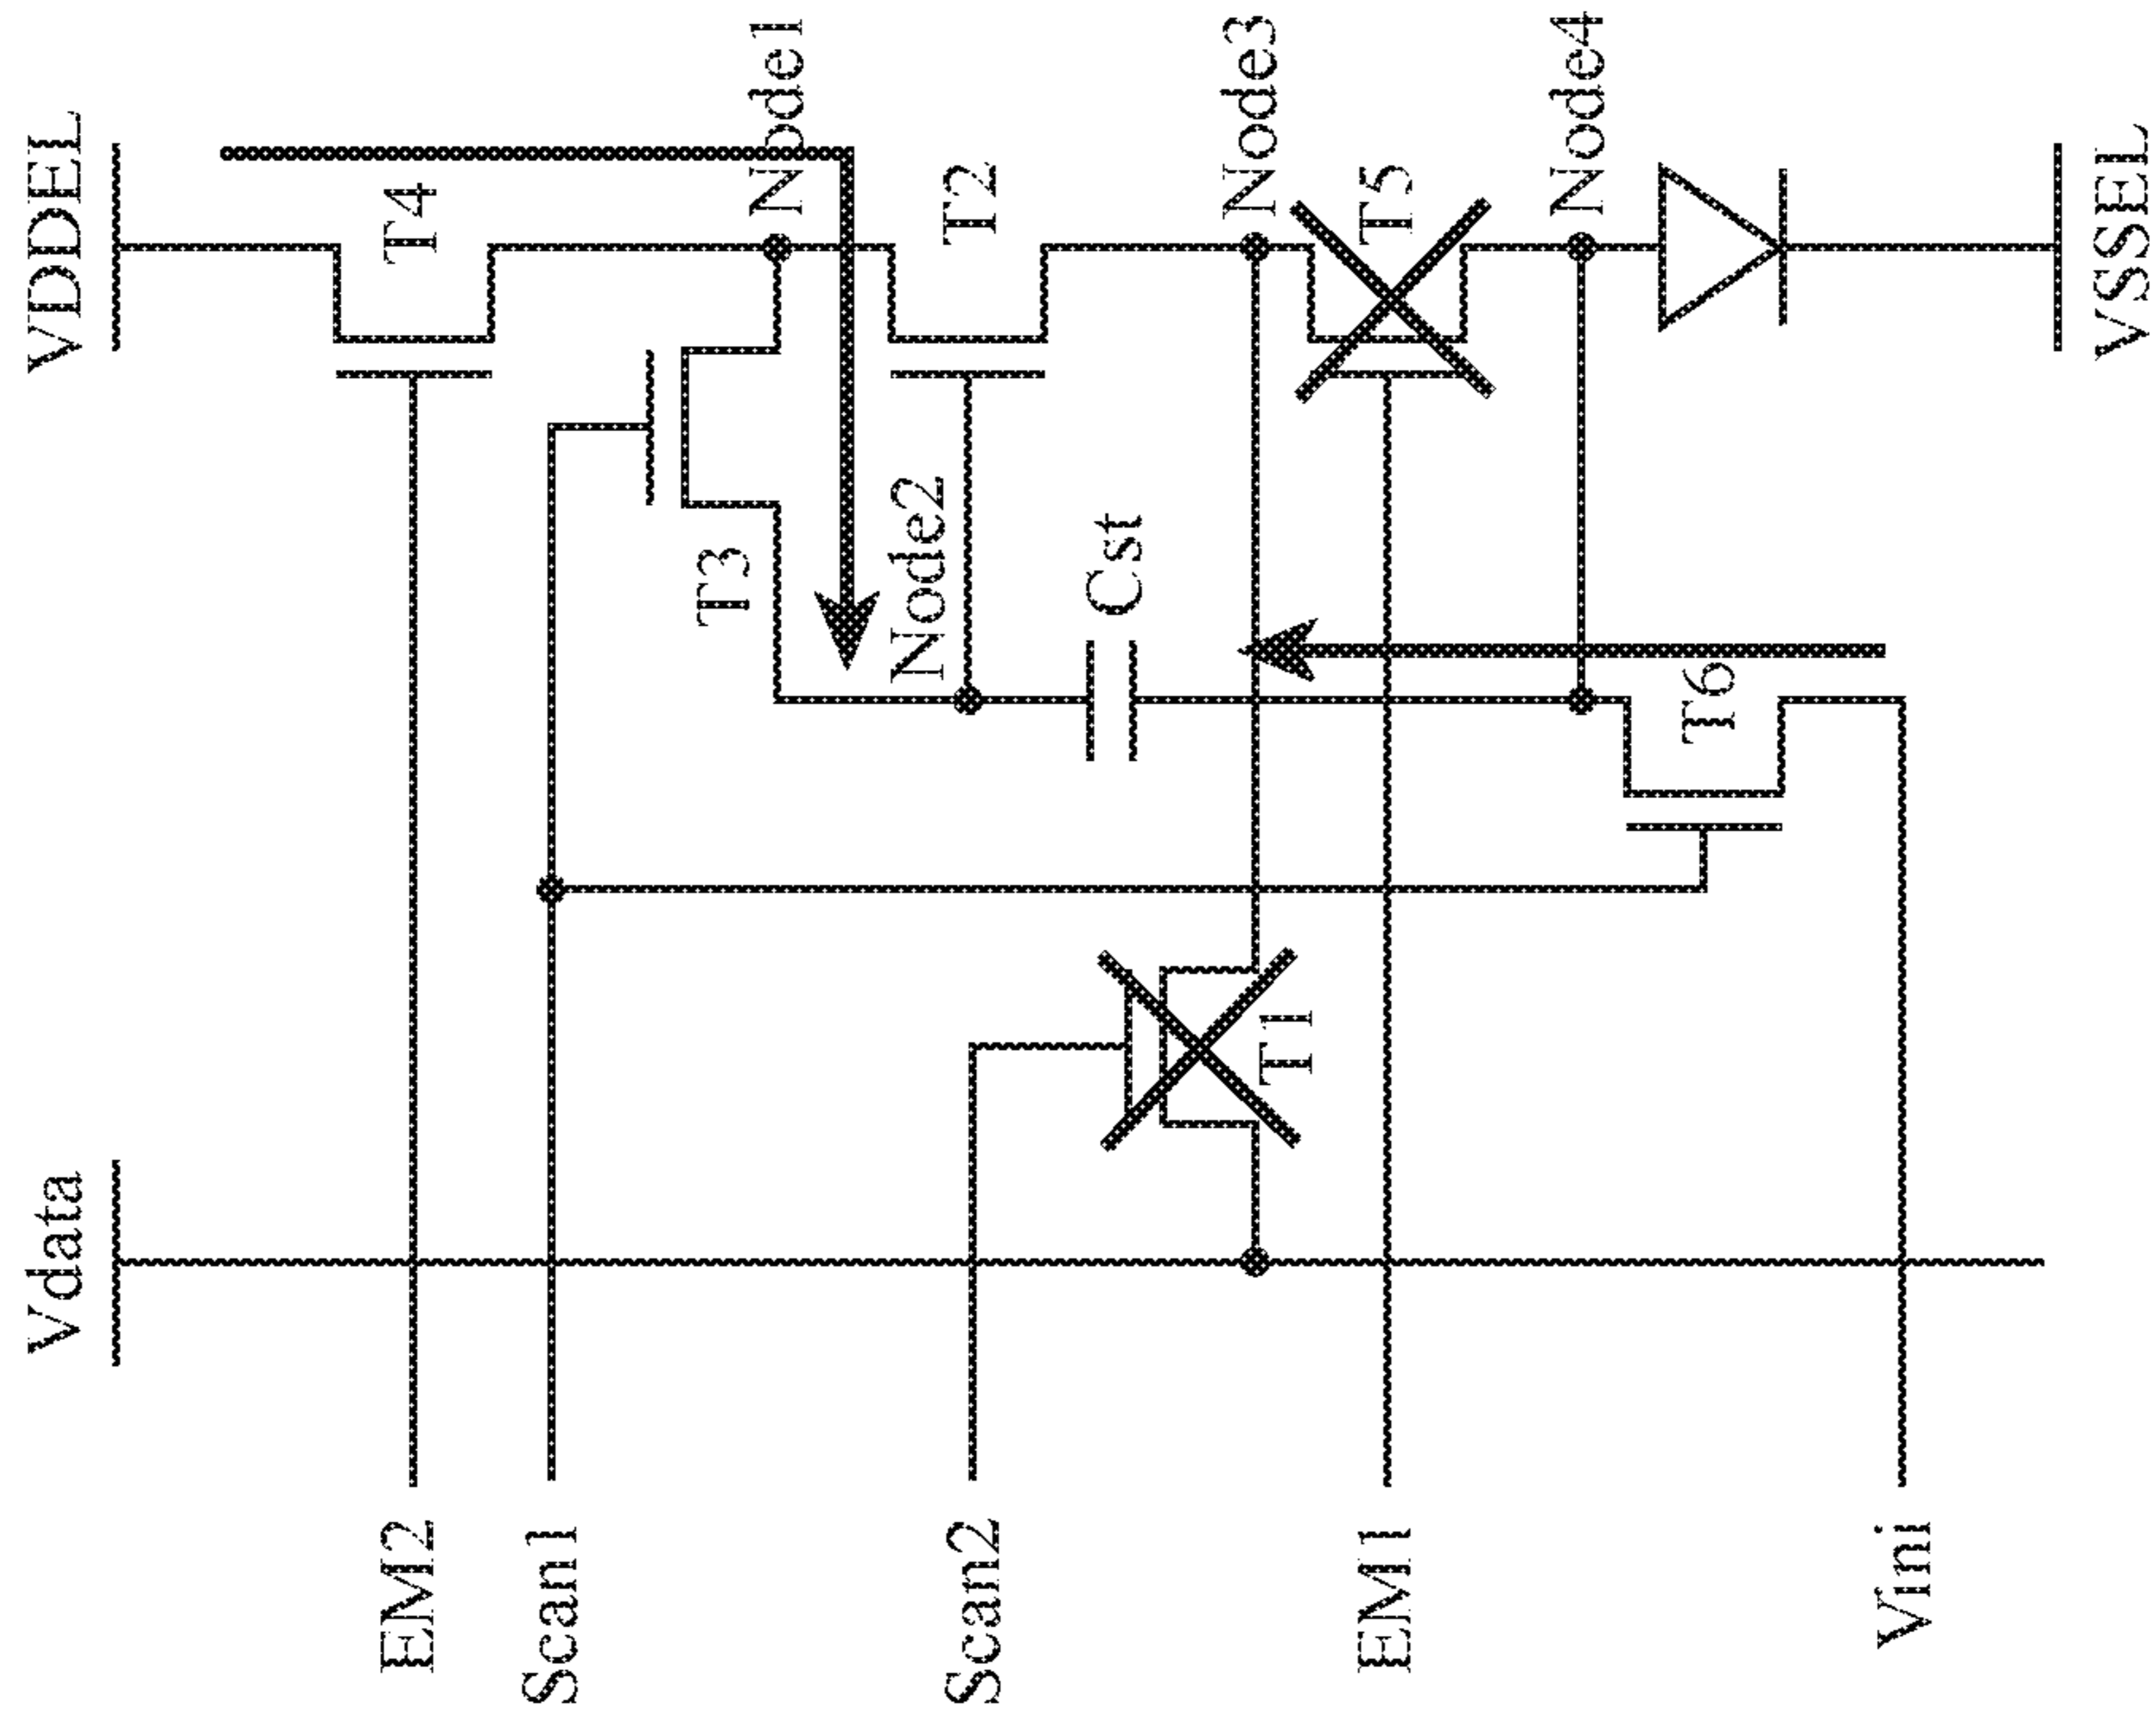 Vdata
VDDEL
EM2
T4
Scan1
T3
Node1
Node2
T2
Scan2
Cst
T1
Node3
EM1
T5
Node4
T6
Vini
VSSEL